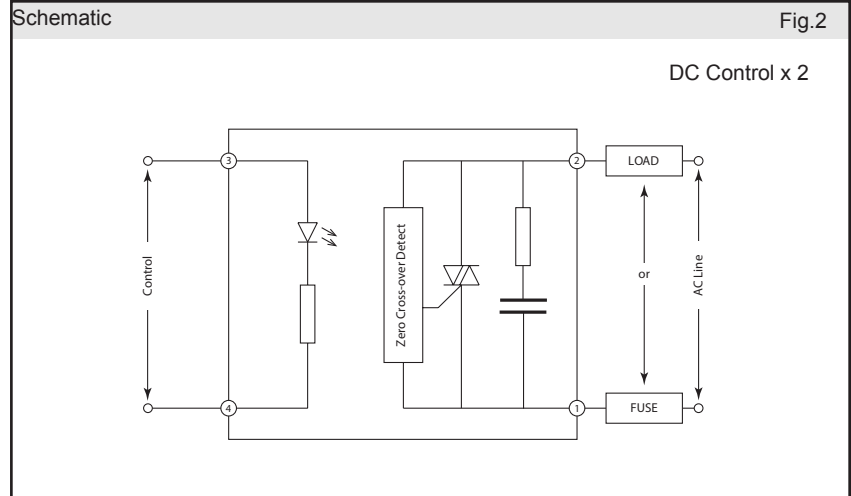 Schematic Fig.2
DC Control x 2
3
2
LOAD
Control
Zero Cross-over Detect
or
AC Line
4
1
FUSE